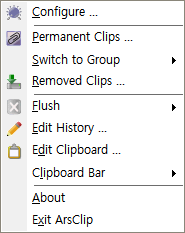 Configure ...
Permanent Clips ...
Switch to Group
Removed Clips ...
Flush
Edit History ...
Edit Clipboard ...
Clipboard Bar
About
Exit ArsClip